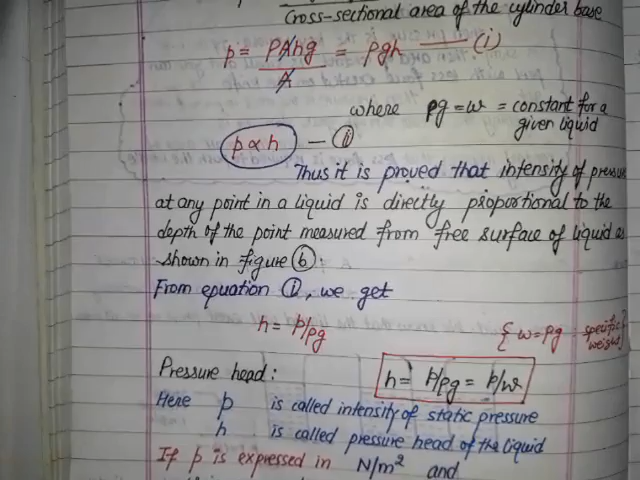 Cross-sectional area of the cylinder base
p = ρAhg/A = ρgh — (i)
where ρg = w = constant for a
given liquid
p ∝ h — ①
Thus it is proved that intensity of pressure
at any point in a liquid is directly proportional to the
depth of the point measured from free surface of liquid as
shown in figure ⓑ :
From equation ①, we get
h = p/ρg
{ w = ρg = specific
weight }
Pressure head :
h = p/ρg = p/w
Here p is called intensity of static pressure
h is called pressure head of the liquid
If p is expressed in N/m² and